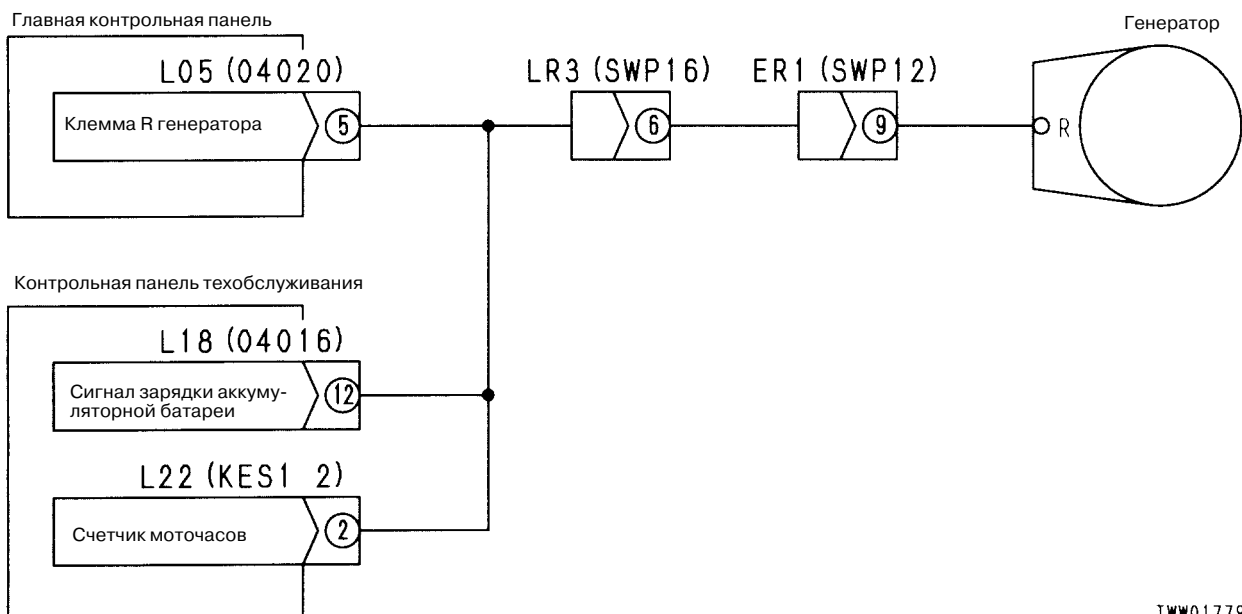 Главная контрольная панель
Генератор
L05 (04020)
LR3 (SWP16)
ER1 (SWP12)
Клемма R генератора
5
6
9
R
Контрольная панель техобслуживания
L18 (04016)
Сигнал зарядки аккуму-
ляторной батареи
12
L22 (KES1 2)
Счетчик моточасов
2
TWW01779